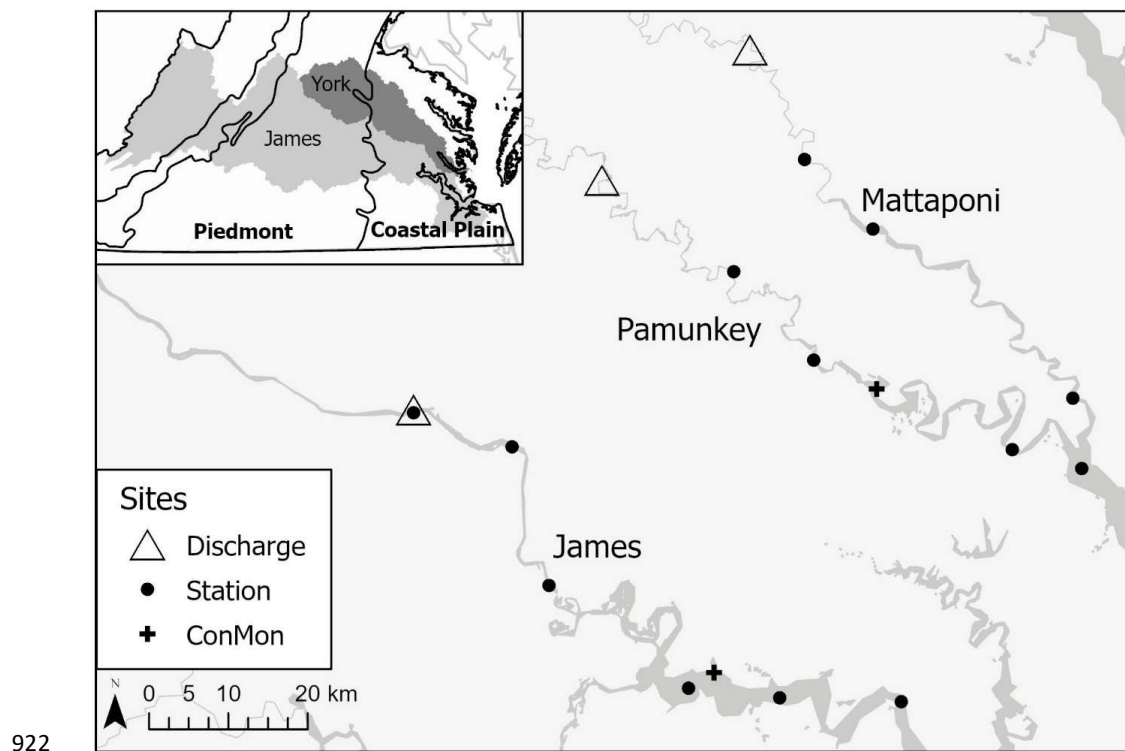 York
James
Piedmont
Coastal Plain
Mattaponi
Pamunkey
James
Sites
Discharge
Station
ConMon
N
0 5 10 20 km
922